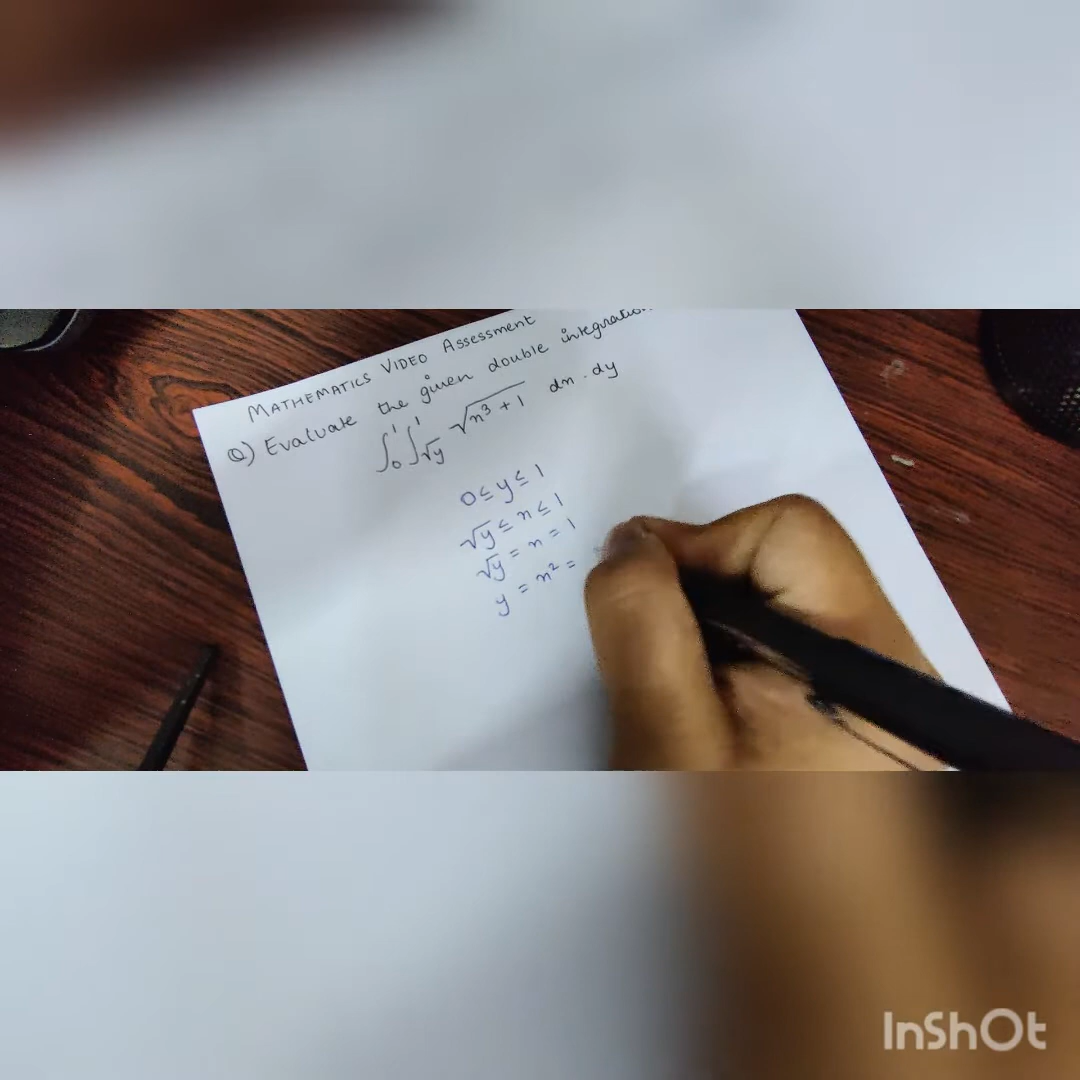 MATHEMATICS VIDEO Assessment
Q) Evaluate the given double integration
∫₀¹∫_√y¹ √n³+1 dn.dy
0≤y≤1
√y≤n≤1
√y=n=1
y=n²=
InShOt